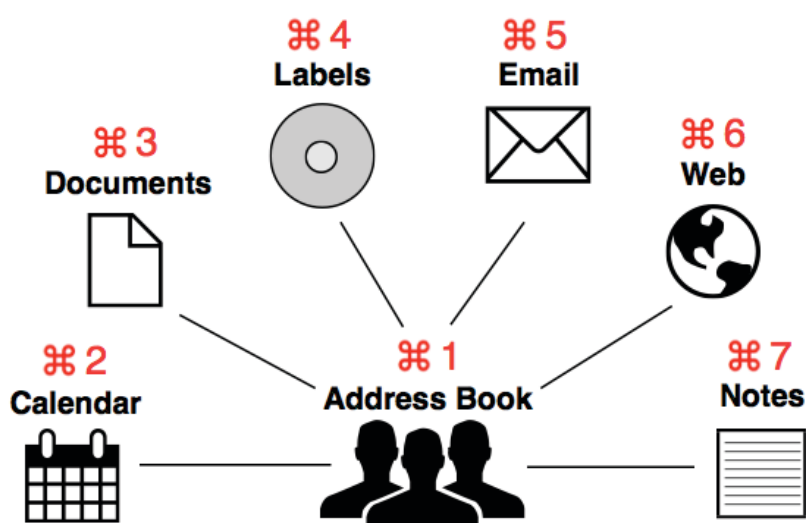 ⌘ 4
Labels
⌘ 5
Email
⌘ 3
Documents
⌘ 6
Web
⌘ 2
Calendar
⌘ 1
Address Book
⌘ 7
Notes